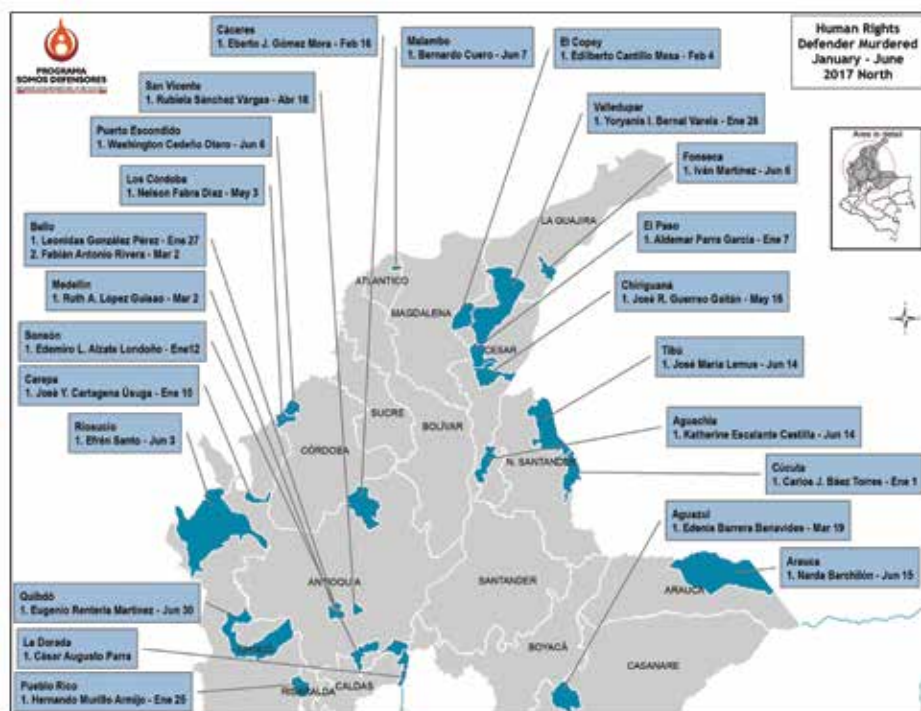 PROGRAMA
SOMOS DEFENSORES
Human Rights
Defender Murdered
January - June
2017 North
Area in detail
Cáceres
1. Eberto J. Gómez Mora - Feb 16
Malambo
1. Bernardo Cuero - Jun 7
El Copey
1. Edilberto Cantillo Mesa - Feb 4
San Vicente
1. Rubiela Sánchez Vargas - Abr 18
Valledupar
1. Yoryanis I. Bernal Varela - Ene 26
Puerto Escondido
1. Washington Cedeño Otero - Jun 6
Fonseca
1. Iván Martínez - Jun 6
Los Córdoba
1. Nelson Fabra Díaz - May 3
El Paso
1. Aldemar Parra García - Ene 7
Bello
1. Leonidas González Pérez - Ene 27
2. Fabián Antonio Rivera - Mar 2
Chiriguaná
1. José R. Guerreo Gaitán - May 16
Medellín
1. Ruth A. López Guisao - Mar 2
Sonsón
1. Edemiro L. Alzate Londoño - Ene12
Tibú
1. José María Lemus - Jun 14
Carepa
1. José Y. Cartagena Úsuga - Ene 10
Riosucio
1. Efrén Santo - Jun 3
Aguachia
1. Katherine Escalante Castilla - Jun 14
Cúcuta
1. Carlos J. Báez Torres - Ene 1
Aguazul
1. Edenis Barrera Benavides - Mar 19
Arauca
1. Narda Barchilón - Jun 15
Quibdó
1. Eugenio Rentería Martínez - Jun 30
La Dorada
1. César Augusto Parra
Pueblo Rico
1. Hernando Murillo Armijo - Ene 25
LA GUAJIRA
ATLANTICO
MAGDALENA
CESAR
SUCRE
BOLÍVAR
CÓRDOBA
N. SANTANDER
ANTIOQUIA
SANTANDER
ARAUCA
BOYACÁ
CASANARE
CALDAS
RISARALDA